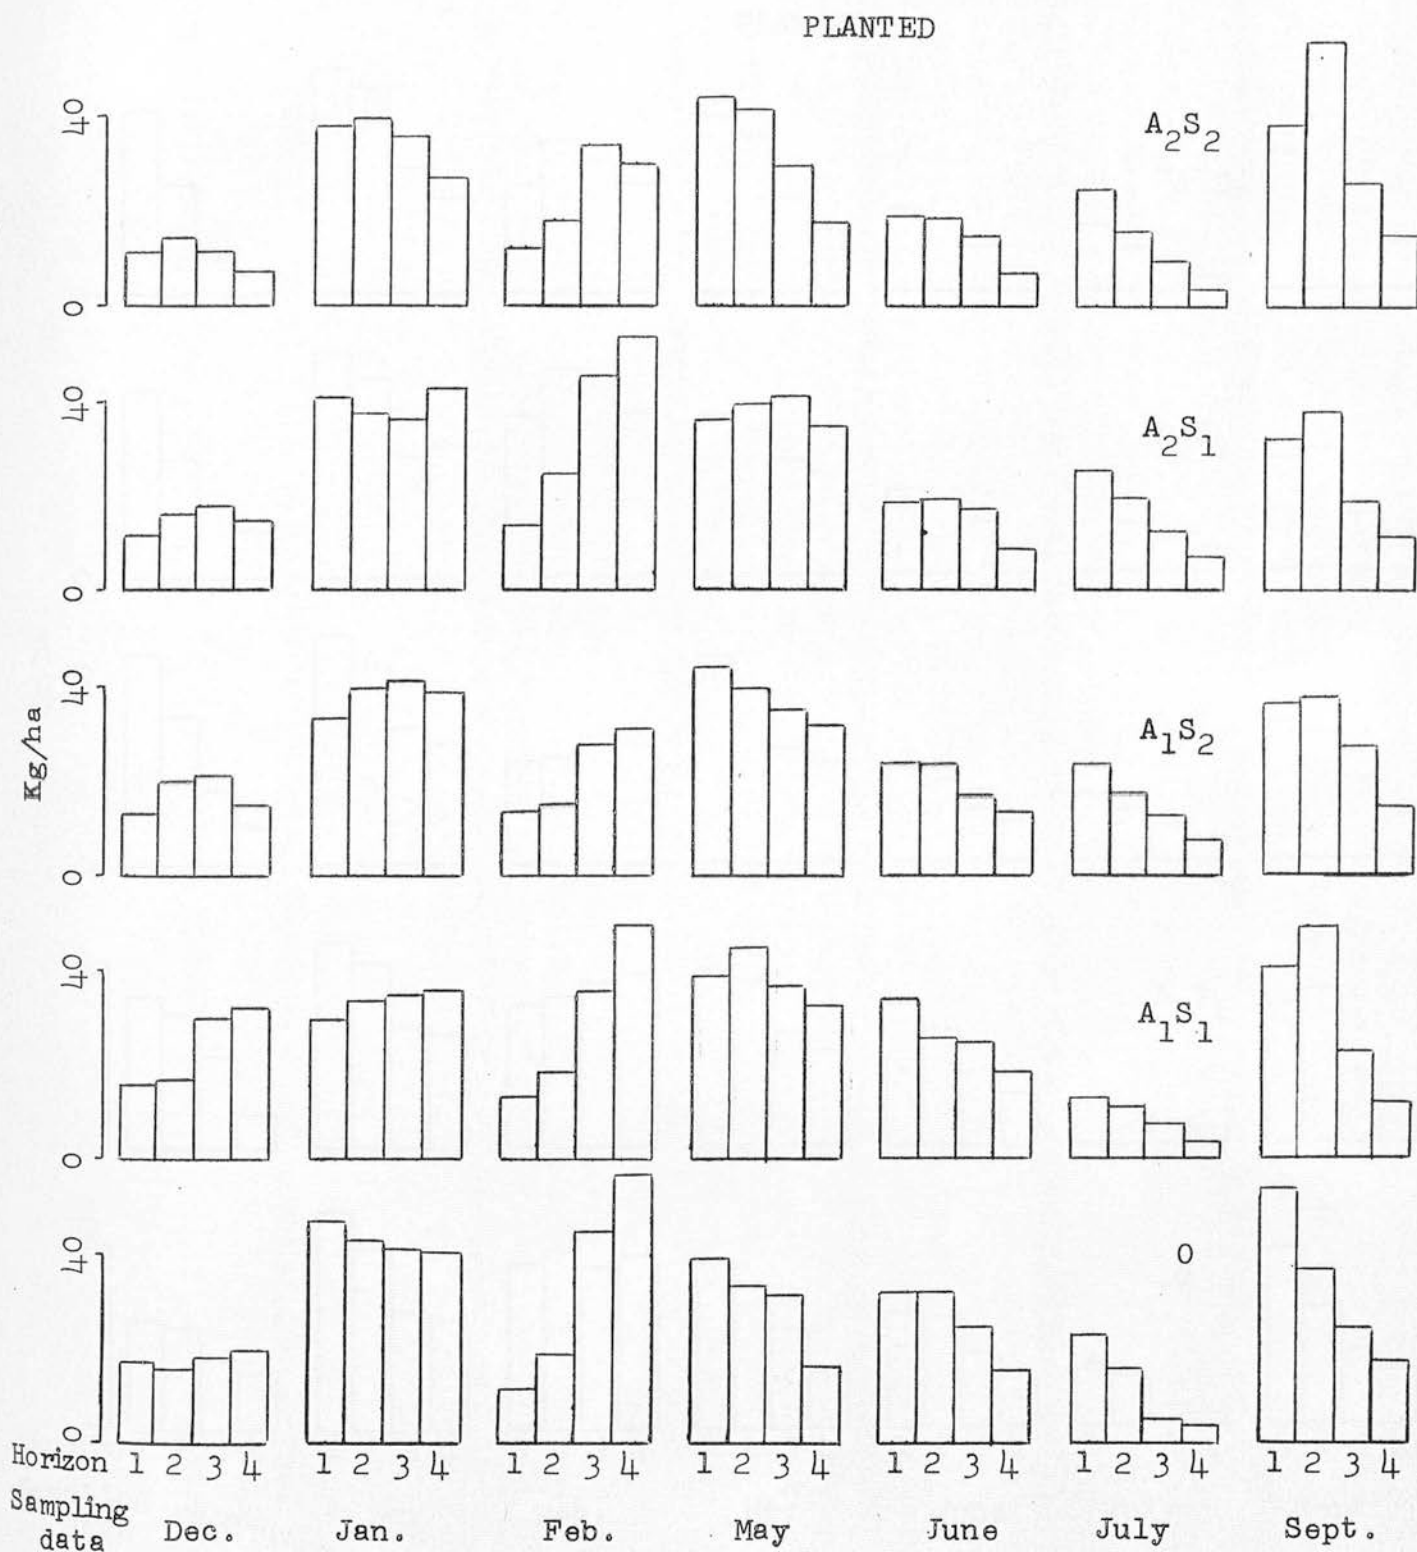 PLANTED
40
0
A2S2
40
0
A2S1
Kg/ha
40
0
A1S2
40
0
A1S1
40
0
O
Horizon 1 2 3 4 1 2 3 4 1 2 3 4 1 2 3 4 1 2 3 4 1 2 3 4 1 2 3 4
Sampling
data Dec. Jan. Feb. May June July Sept.